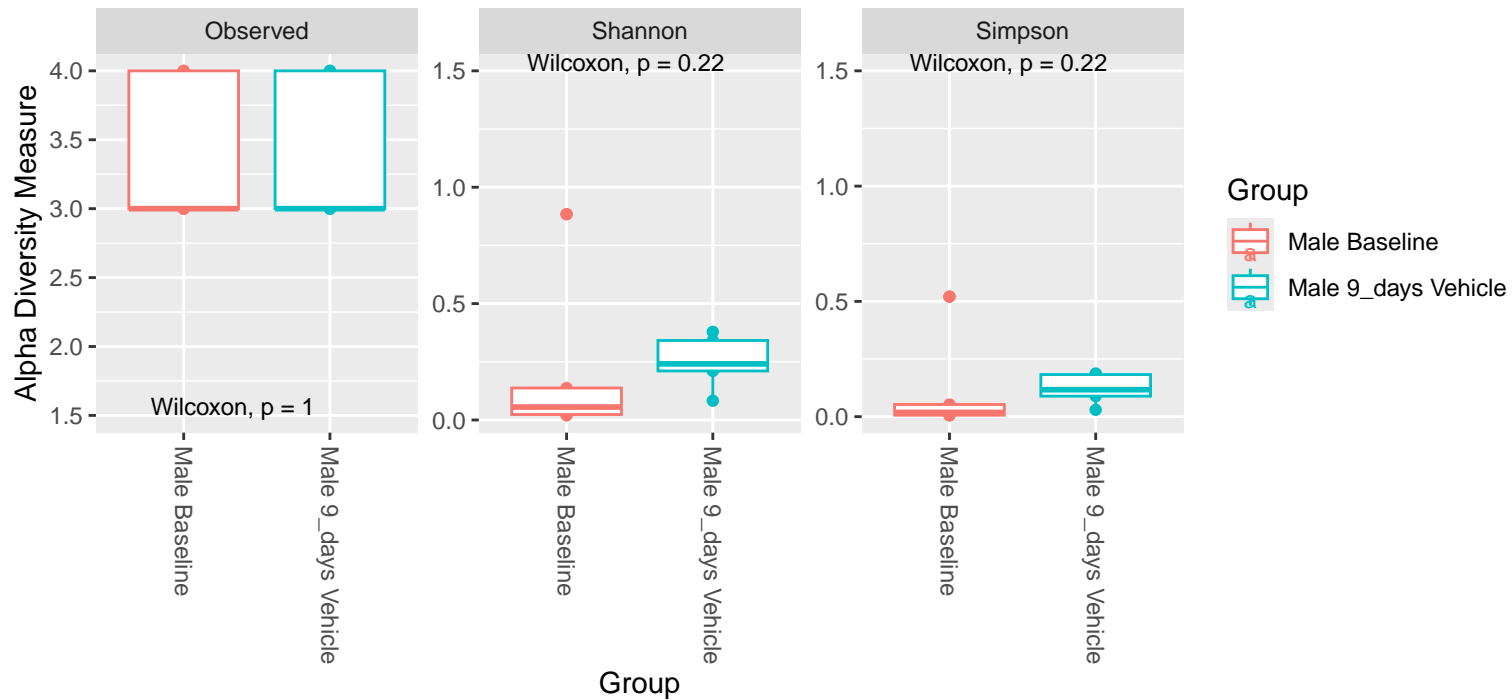 Observed
Shannon
Simpson
Alpha Diversity Measure
4.0
3.5
3.0
2.5
2.0
1.5
Wilcoxon, p = 1
Male Baseline
Male 9_days Vehicle
1.5
1.0
0.5
0.0
Wilcoxon, p = 0.22
Male Baseline
Male 9_days Vehicle
1.5
1.0
0.5
0.0
Wilcoxon, p = 0.22
Male Baseline
Male 9_days Vehicle
Group
Group
a
Male Baseline
a
Male 9_days Vehicle